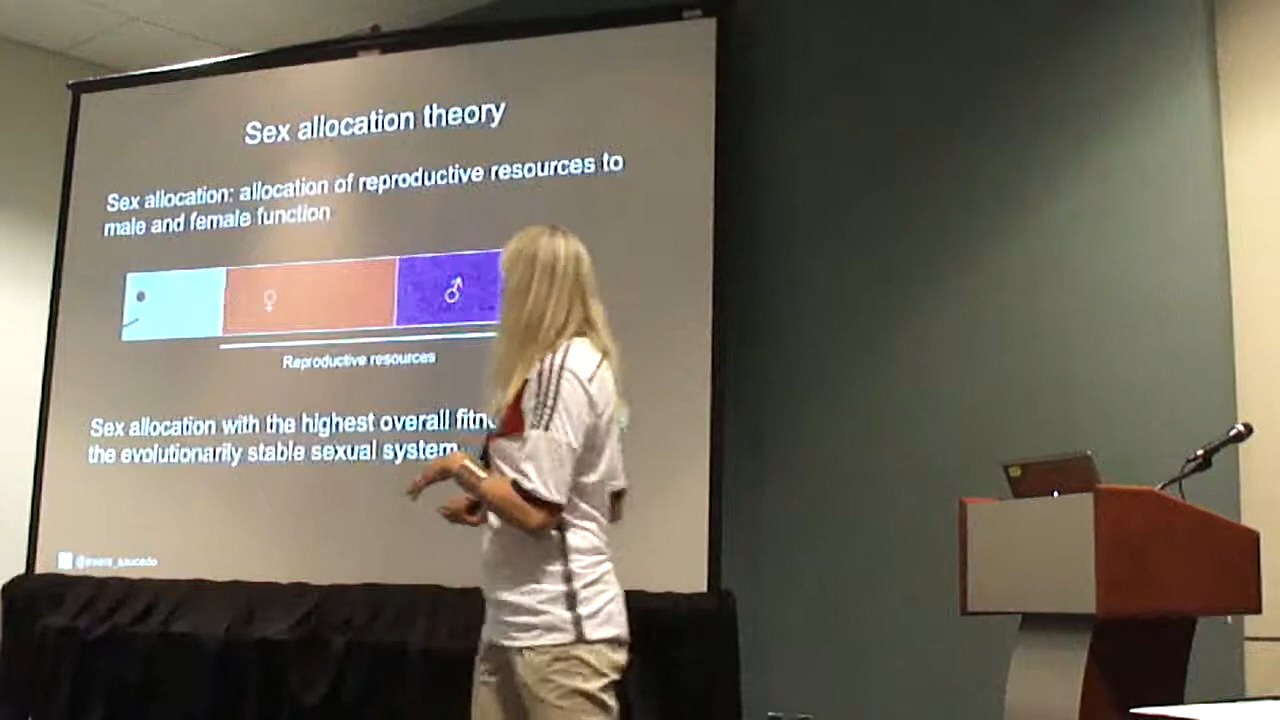 Sex allocation theory
Sex allocation: allocation of reproductive resources to
male and female function
♀ ♂
Reproductive resources
Sex allocation with the highest overall
the evolutionarily stable sexual system